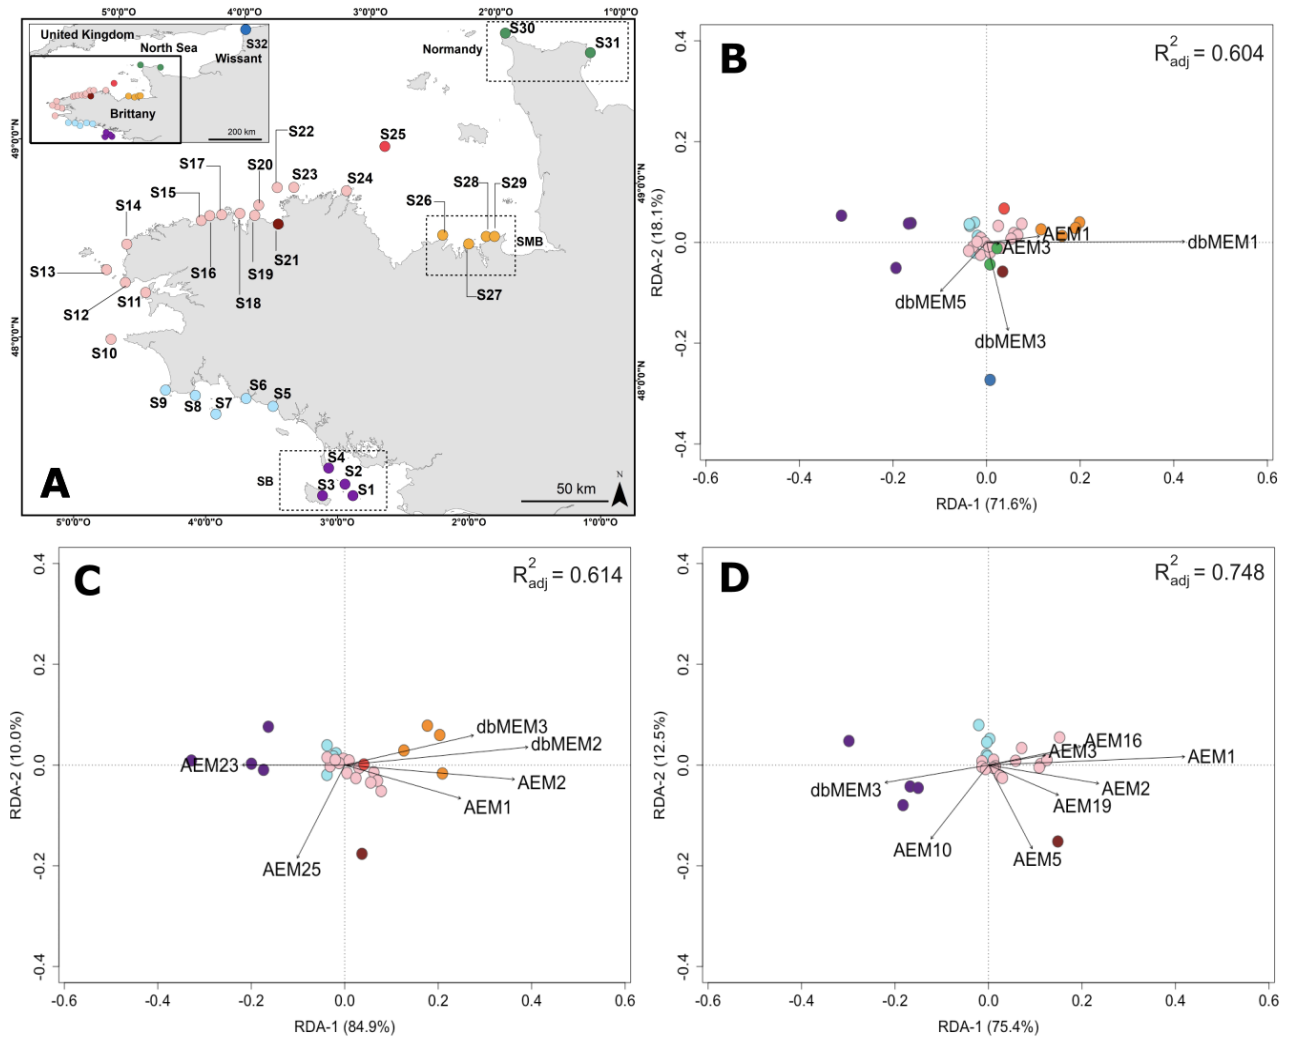 5°0'0"O 4°0'0"O 3°0'0"O 2°0'0"O 1°0'0"O
United Kingdom
North Sea
S32
Wissant
Brittany
200 km
Normandy
S30
S31
49°0'0"N
49°0'0"N
S22
S25
S17
S20
S23
S24
S15
S14
S26
S28
S29
SMB
S13
S16
S19
S21
S12
S11
S18
S27
48°0'0"N
48°0'0"N
S10
S9
S8
S7
S6
S5
S4
S2
S3
S1
SB
A
N
50 km
5°0'0"O 4°0'0"O 3°0'0"O 2°0'0"O 1°0'0"O
B
R²adj = 0.604
0.4
0.2
0.0
-0.2
-0.4
RDA-2 (18.1%)
AEM1
dbMEM1
AEM3
dbMEM5
dbMEM3
-0.6 -0.4 -0.2 0.0 0.2 0.4 0.6
RDA-1 (71.6%)
C
R²adj = 0.614
0.4
0.2
0.0
-0.2
-0.4
RDA-2 (10.0%)
dbMEM3
dbMEM2
AEM23
AEM2
AEM1
AEM25
-0.6 -0.4 -0.2 0.0 0.2 0.4 0.6
RDA-1 (84.9%)
D
R²adj = 0.748
0.4
0.2
0.0
-0.2
-0.4
RDA-2 (12.5%)
AEM16
AEM3
AEM1
dbMEM3
AEM2
AEM19
AEM10
AEM5
-0.6 -0.4 -0.2 0.0 0.2 0.4 0.6
RDA-1 (75.4%)